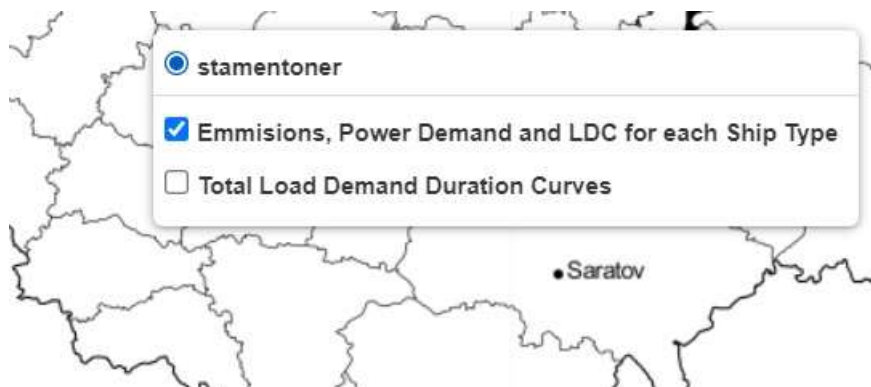 stamentoner
Emmisions, Power Demand and LDC for each Ship Type
Total Load Demand Duration Curves
Saratov